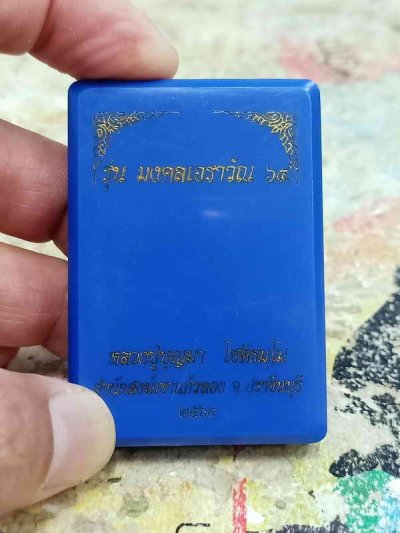 รุ่น มงคลเอราวัณ ๖๔
หลวงปู่บุญมา โชติธมฺโม
สำนักสงฆ์เขาแก้วทอง จ.ปราจีนบุรี
๒๕๖๔